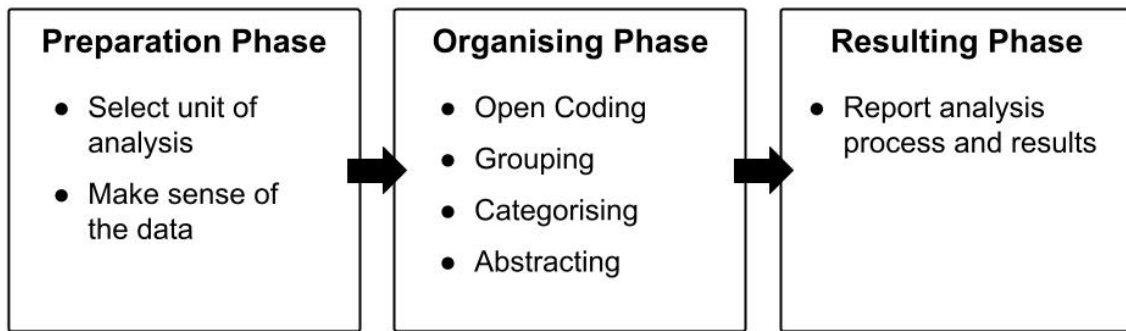 Preparation Phase
● Select unit of
analysis
● Make sense of
the data
Organising Phase
● Open Coding
● Grouping
● Categorising
● Abstracting
Resulting Phase
● Report analysis
process and results